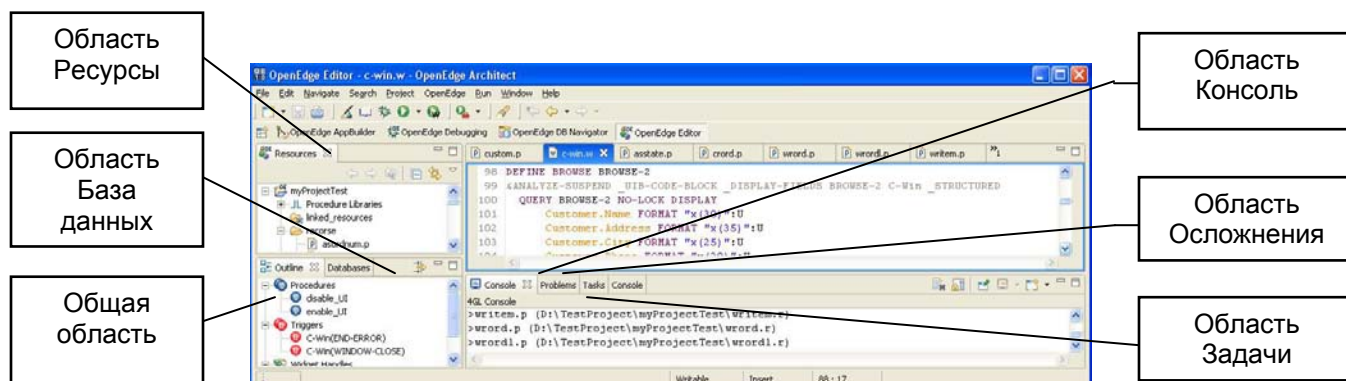 Область
Ресурсы
Область
База
данных
Общая
область
Область
Консоль
Область
Осложнения
Область
Задачи
OpenEdge Editor - c-win.w - OpenEdge Architect
File Edit Navigate Search Project OpenEdge Run Window Help
OpenEdge AppBuilder OpenEdge Debugging OpenEdge DB Navigator OpenEdge Editor
Resources
myProjectTest
Procedure Libraries
linked_resources
recorse
asordnum.p
custom.p c-win.w asstate.p crord.p wrord.p wrordl.p writem.p 1
98 DEFINE BROWSE BROWSE-2
99 &ANALYZE-SUSPEND _UIB-CODE-BLOCK _DISPLAY-FIELDS BROWSE-2 C-Win _STRUCTURED
100 QUERY BROWSE-2 NO-LOCK DISPLAY
101 Customer.Name FORMAT "x(30)":U
102 Customer.Address FORMAT "x(35)":U
103 Customer.City FORMAT "x(25)":U
Outline Databases
Procedures
disable_UI
enable_UI
Triggers
C-Win(END-ERROR)
C-Win(WINDOW-CLOSE)
Widget Handles
Console Problems Tasks Console
4GL Console
>writem.p (D:\TestProject\myProjectTest\writem.r)
>wrord.p (D:\TestProject\myProjectTest\wrord.r)
>wrordl.p (D:\TestProject\myProjectTest\wrordl.r)
Writable Insert 88 : 17